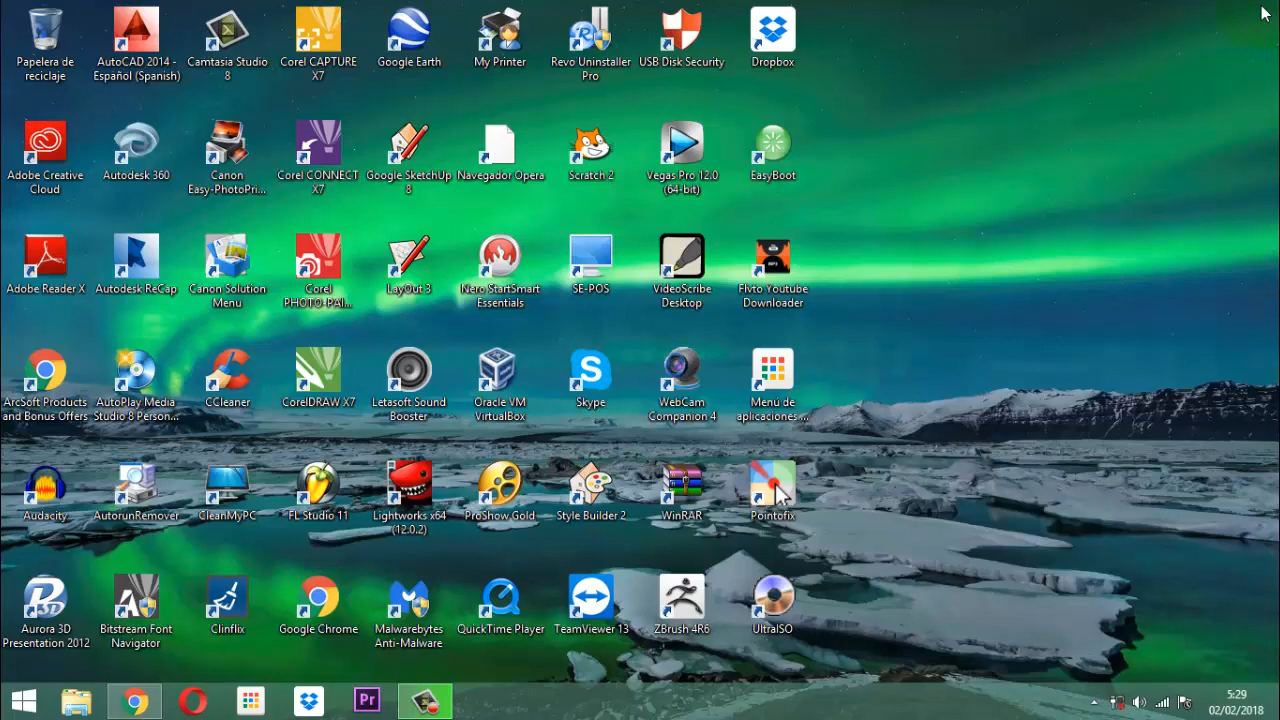 Papelera de
reciclaje
AutoCAD 2014 -
Español (Spanish)
Camtasia Studio
8
Corel CAPTURE
X7
Google Earth
My Printer
Revo Uninstaller
Pro
USB Disk Security
Dropbox
Adobe Creative
Cloud
Autodesk 360
Canon
Easy-PhotoPri...
Corel CONNECT
X7
Google SketchUp
8
Navegador Opera
Scratch 2
Vegas Pro 12.0
(64-bit)
EasyBoot
Adobe Reader X
Autodesk ReCap
Canon Solution
Menu
Corel
PHOTO-PAI...
LayOut 3
Nero StartSmart
Essentials
SE-POS
VideoScribe
Desktop
Flvto Youtube
Downloader
ArcSoft Products
and Bonus Offers
AutoPlay Media
Studio 8 Person...
CCleaner
CorelDRAW X7
Letasoft Sound
Booster
Oracle VM
VirtualBox
Skype
WebCam
Companion 4
Menú de
aplicaciones ...
Audacity
AutorunRemover
CleanMyPC
FL Studio 11
Lightworks x64
(12.0.2)
ProShow Gold
Style Builder 2
WinRAR
Pointofix
Aurora 3D
Presentation 2012
Bitstream Font
Navigator
Clinflix
Google Chrome
Malwarebytes
Anti-Malware
QuickTime Player
TeamViewer 13
ZBrush 4R6
UltraISO
Pr
5:29
02/02/2018